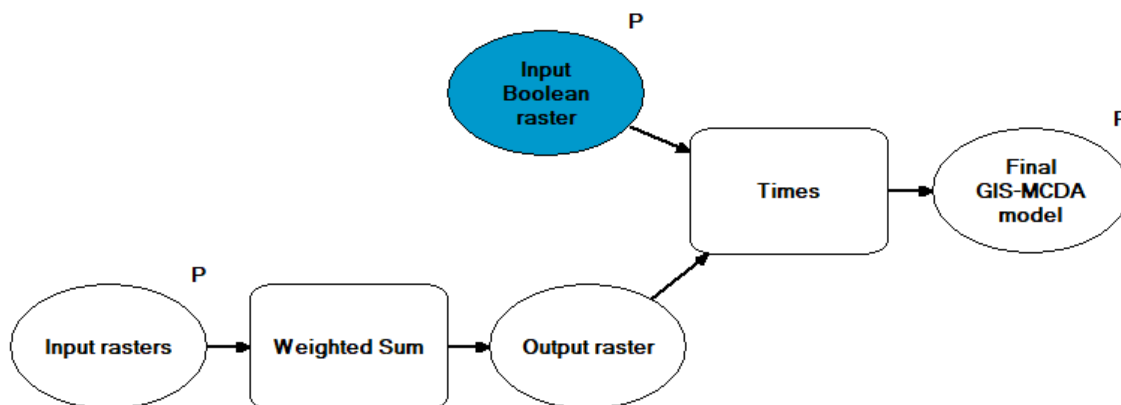 P
Input
Boolean
raster
P
Times
Final
GIS-MCDA
model
P
Input rasters
Weighted Sum
Output raster